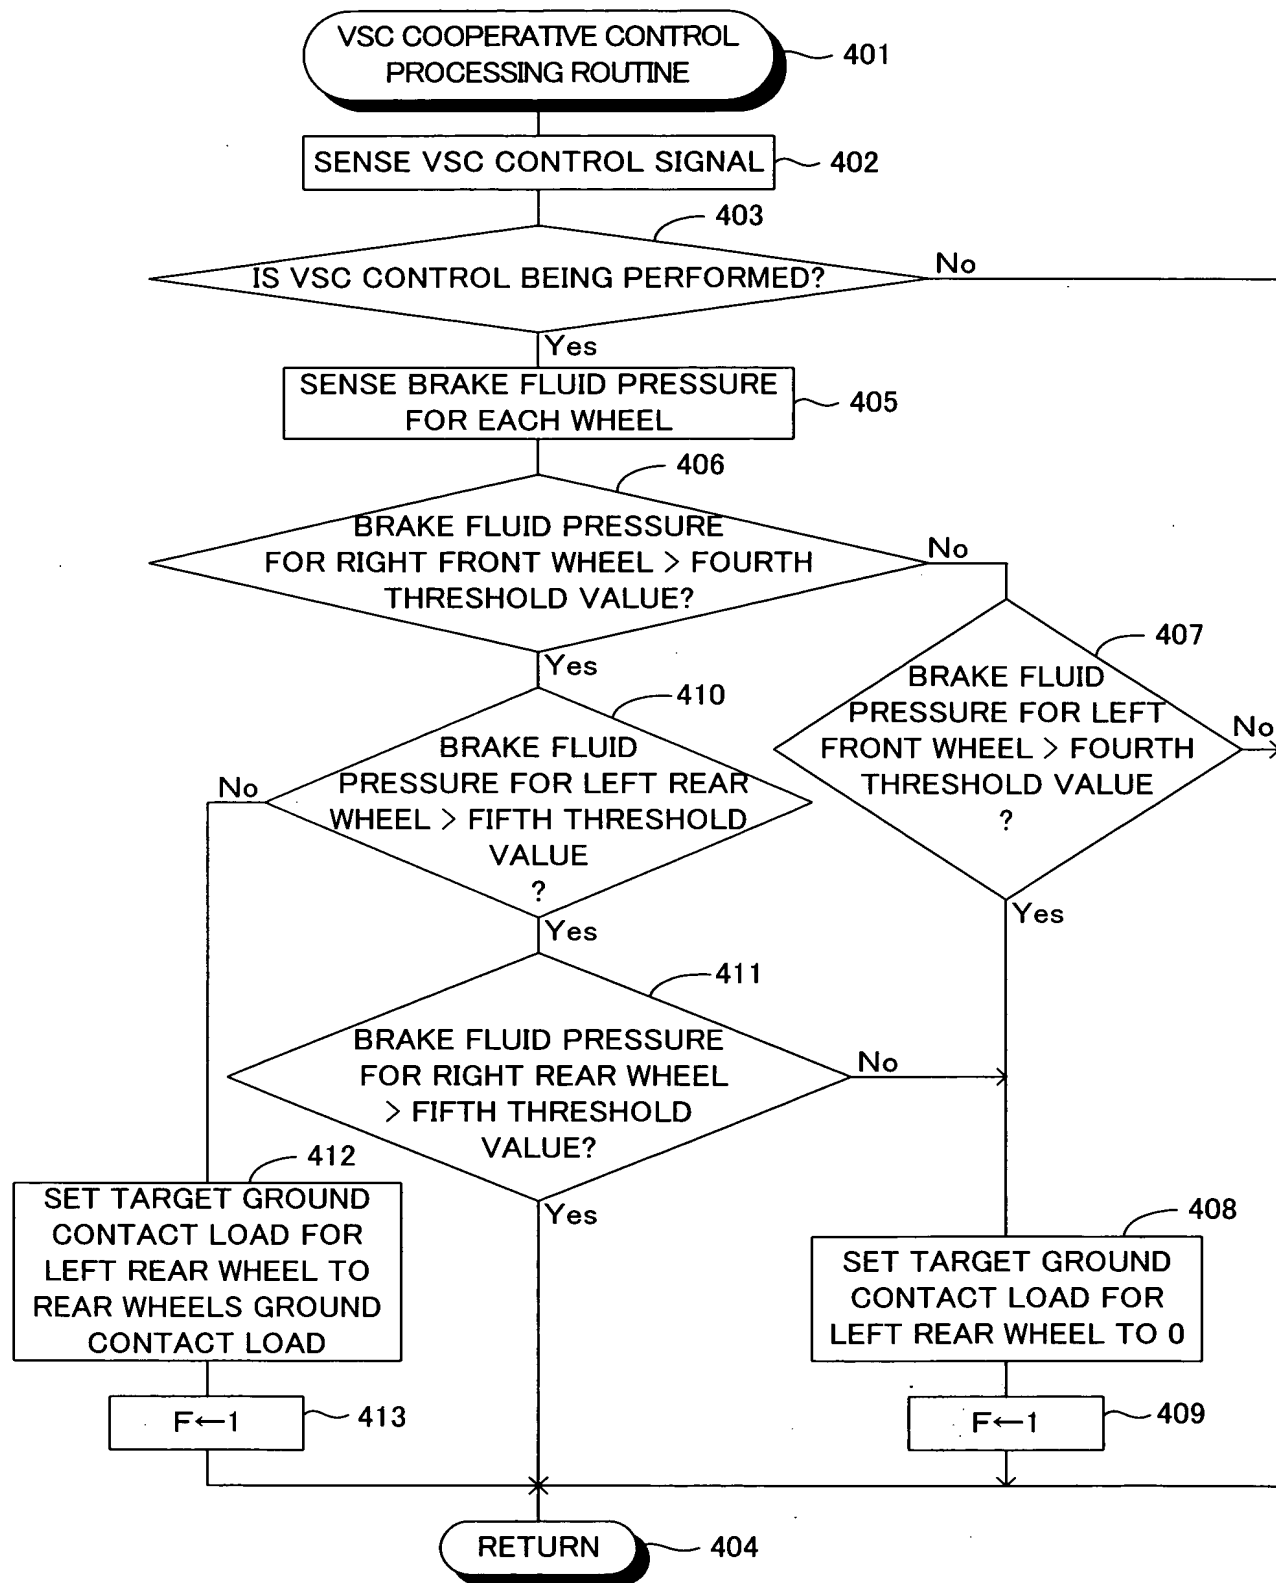 VSC COOPERATIVE CONTROL
PROCESSING ROUTINE
401
SENSE VSC CONTROL SIGNAL
402
403
IS VSC CONTROL BEING PERFORMED?
No
Yes
SENSE BRAKE FLUID PRESSURE
FOR EACH WHEEL
405
406
BRAKE FLUID PRESSURE
FOR RIGHT FRONT WHEEL > FOURTH
THRESHOLD VALUE?
No
Yes
407
BRAKE FLUID
PRESSURE FOR LEFT
FRONT WHEEL > FOURTH
THRESHOLD VALUE
?
No
Yes
410
BRAKE FLUID
PRESSURE FOR LEFT REAR
WHEEL > FIFTH THRESHOLD
VALUE
?
No
Yes
411
BRAKE FLUID PRESSURE
FOR RIGHT REAR WHEEL
> FIFTH THRESHOLD
VALUE?
No
Yes
412
SET TARGET GROUND
CONTACT LOAD FOR
LEFT REAR WHEEL TO
REAR WHEELS GROUND
CONTACT LOAD
408
SET TARGET GROUND
CONTACT LOAD FOR
LEFT REAR WHEEL TO 0
F←1
413
F←1
409
RETURN
404